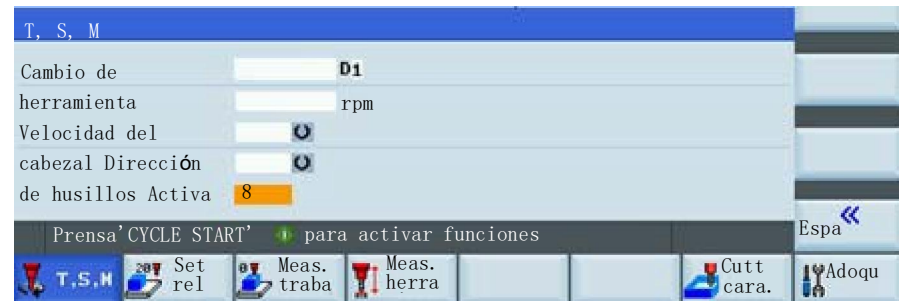 T, S, M
Cambio de D1
herramienta rpm
Velocidad del
cabezal Dirección
de husillos Activa 8
Prensa'CYCLE START' para activar funciones
Espa
T,S,M
Set
rel
Meas.
traba
Meas.
herra
Cutt
cara.
Adoqu